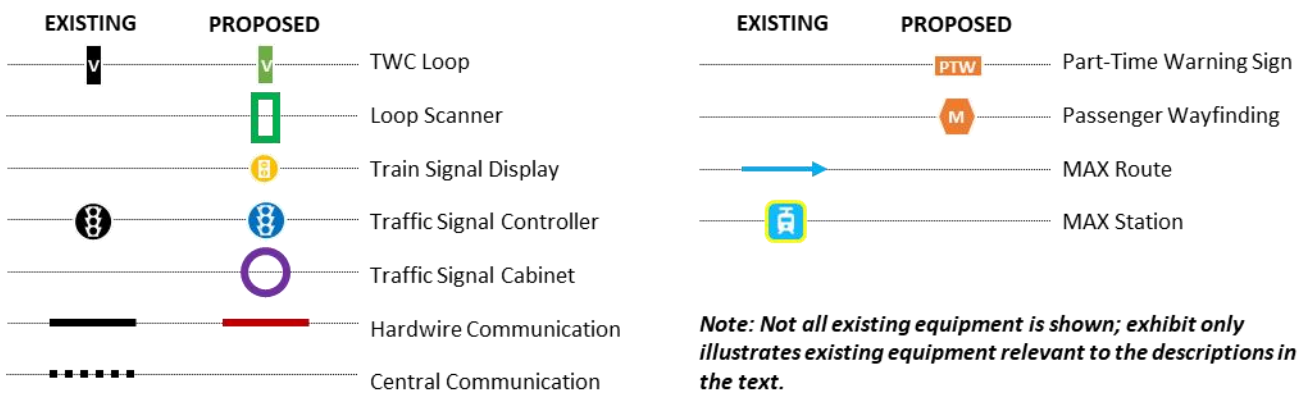 EXISTING PROPOSED
V V TWC Loop
Loop Scanner
Train Signal Display
Traffic Signal Controller
Traffic Signal Cabinet
Hardwire Communication
Central Communication
EXISTING PROPOSED
PTW Part-Time Warning Sign
M Passenger Wayfinding
MAX Route
MAX Station
Note: Not all existing equipment is shown; exhibit only
illustrates existing equipment relevant to the descriptions in
the text.